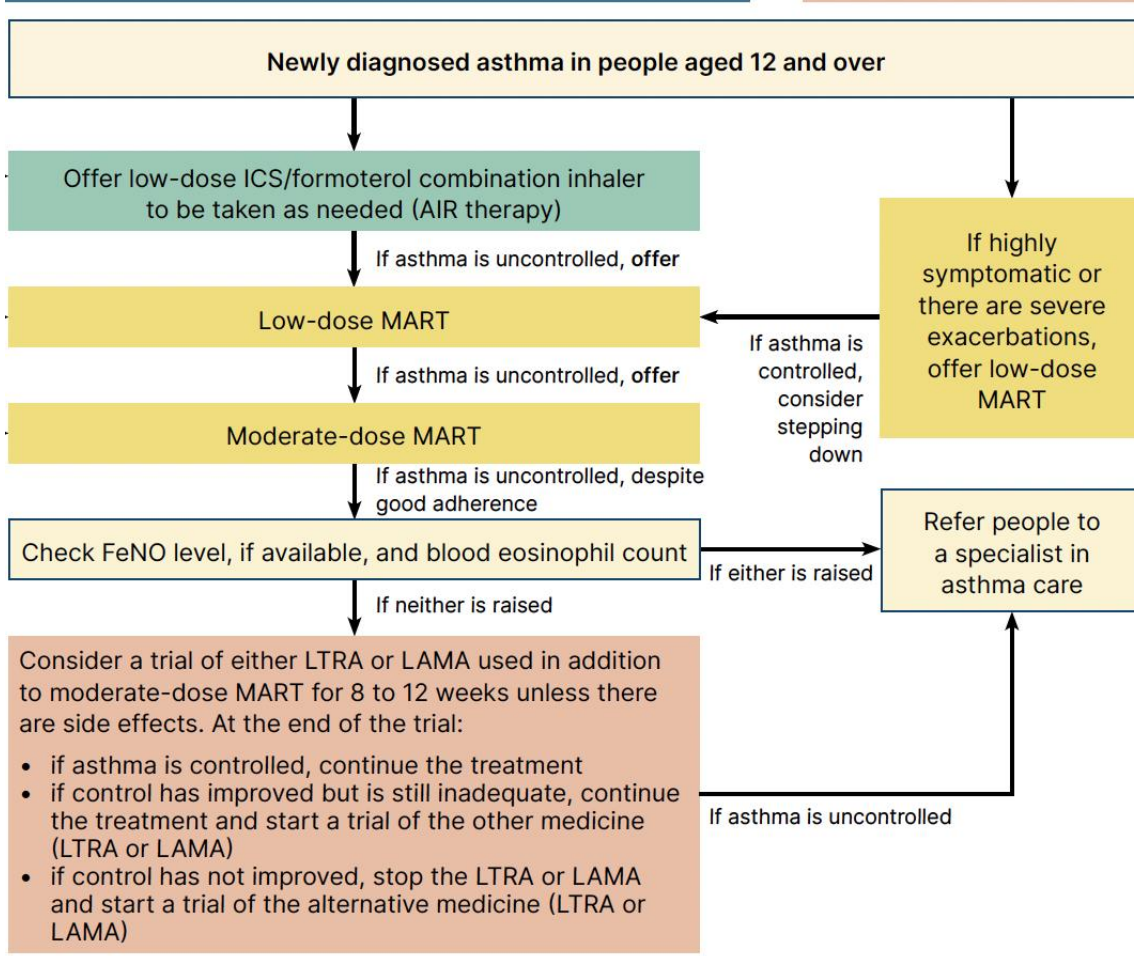 Newly diagnosed asthma in people aged 12 and over
Offer low-dose ICS/formoterol combination inhaler
to be taken as needed (AIR therapy)
If asthma is uncontrolled, offer
Low-dose MART
If asthma is uncontrolled, offer
Moderate-dose MART
If asthma is uncontrolled, despite
good adherence
Check FeNO level, if available, and blood eosinophil count
If neither is raised
Consider a trial of either LTRA or LAMA used in addition
to moderate-dose MART for 8 to 12 weeks unless there
are side effects. At the end of the trial:
• if asthma is controlled, continue the treatment
• if control has improved but is still inadequate, continue
the treatment and start a trial of the other medicine
(LTRA or LAMA)
• if control has not improved, stop the LTRA or LAMA
and start a trial of the alternative medicine (LTRA or
LAMA)
If highly
symptomatic or
there are severe
exacerbations,
offer low-dose
MART
If asthma is
controlled,
consider
stepping
down
If either is raised
Refer people to
a specialist in
asthma care
If asthma is uncontrolled